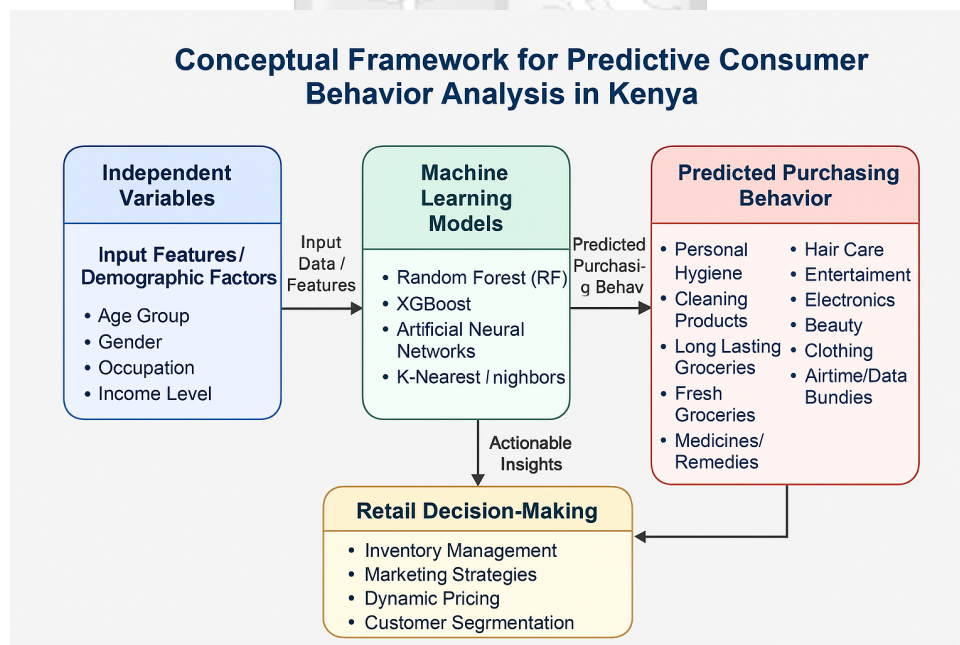 Conceptual Framework for Predictive Consumer
Behavior Analysis in Kenya
Independent
Variables
Input Features/
Demographic Factors
• Age Group
• Gender
• Occupation
• Income Level
Input
Data /
Features
Machine
Learning
Models
• Random Forest (RF)
• XGBoost
• Artificial Neural
Networks
• K-Nearest / nighbors
Predicted
Purchasi-
g Behav
Predicted Purchasing
Behavior
• Personal
Hygiene
• Cleaning
Products
• Long Lasting
Groceries
• Fresh
Groceries
• Medicines/
Remedies
• Hair Care
• Entertaiment
• Electronics
• Beauty
• Clothing
• Airtime/Data
Bundles
Actionable
Insights
Retail Decision-Making
• Inventory Management
• Marketing Strategies
• Dynamic Pricing
• Customer Segrmentation